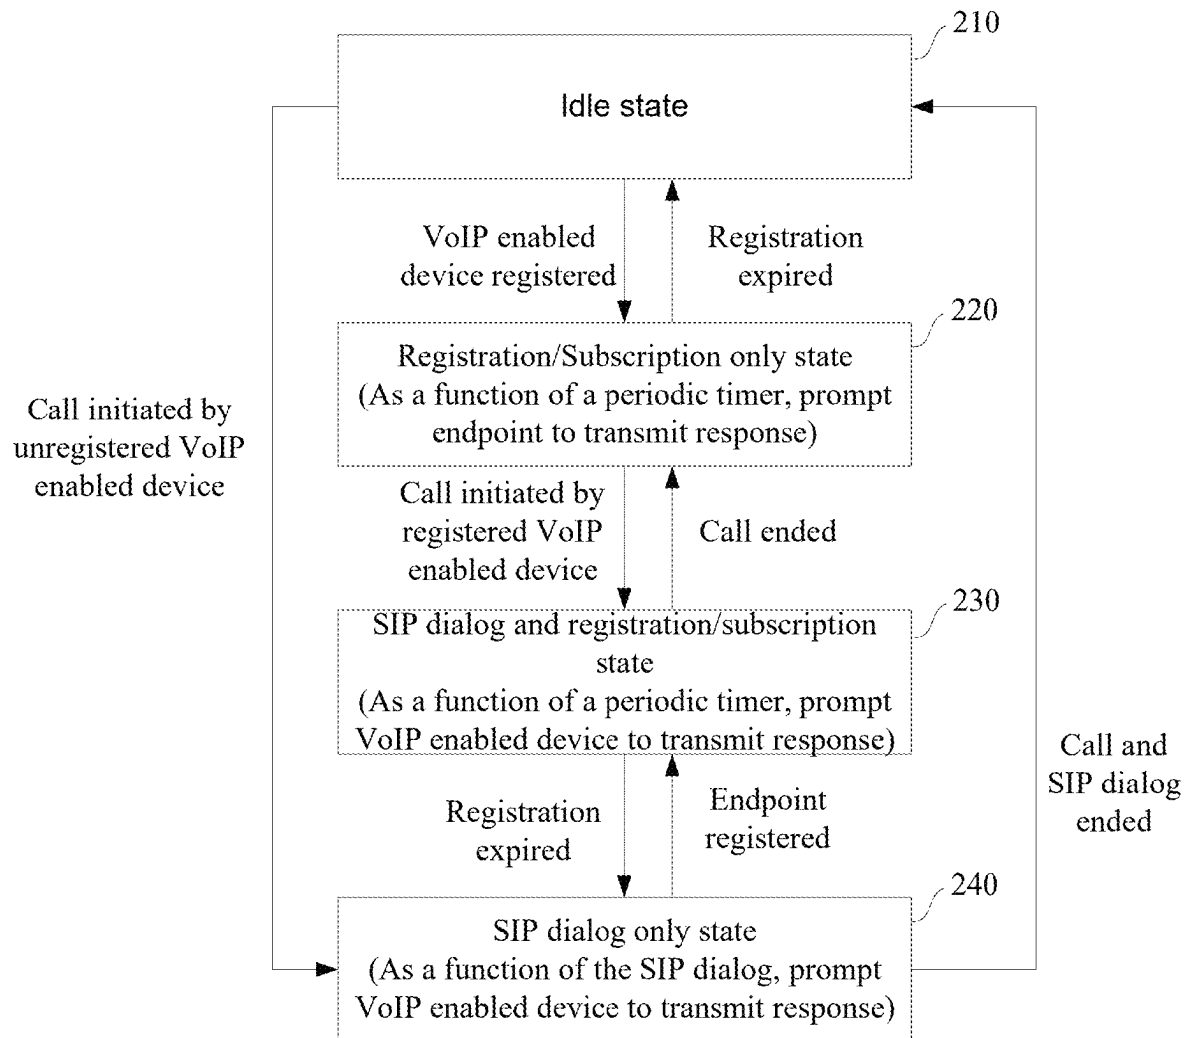 210
Idle state
VoIP enabled
device registered
Registration
expired
220
Registration/Subscription only state
(As a function of a periodic timer, prompt
endpoint to transmit response)
Call initiated by
unregistered VoIP
enabled device
Call initiated by
registered VoIP
enabled device
Call ended
230
SIP dialog and registration/subscription
state
(As a function of a periodic timer, prompt
VoIP enabled device to transmit response)
Call and
SIP dialog
ended
Registration
expired
Endpoint
registered
240
SIP dialog only state
(As a function of the SIP dialog, prompt
VoIP enabled device to transmit response)